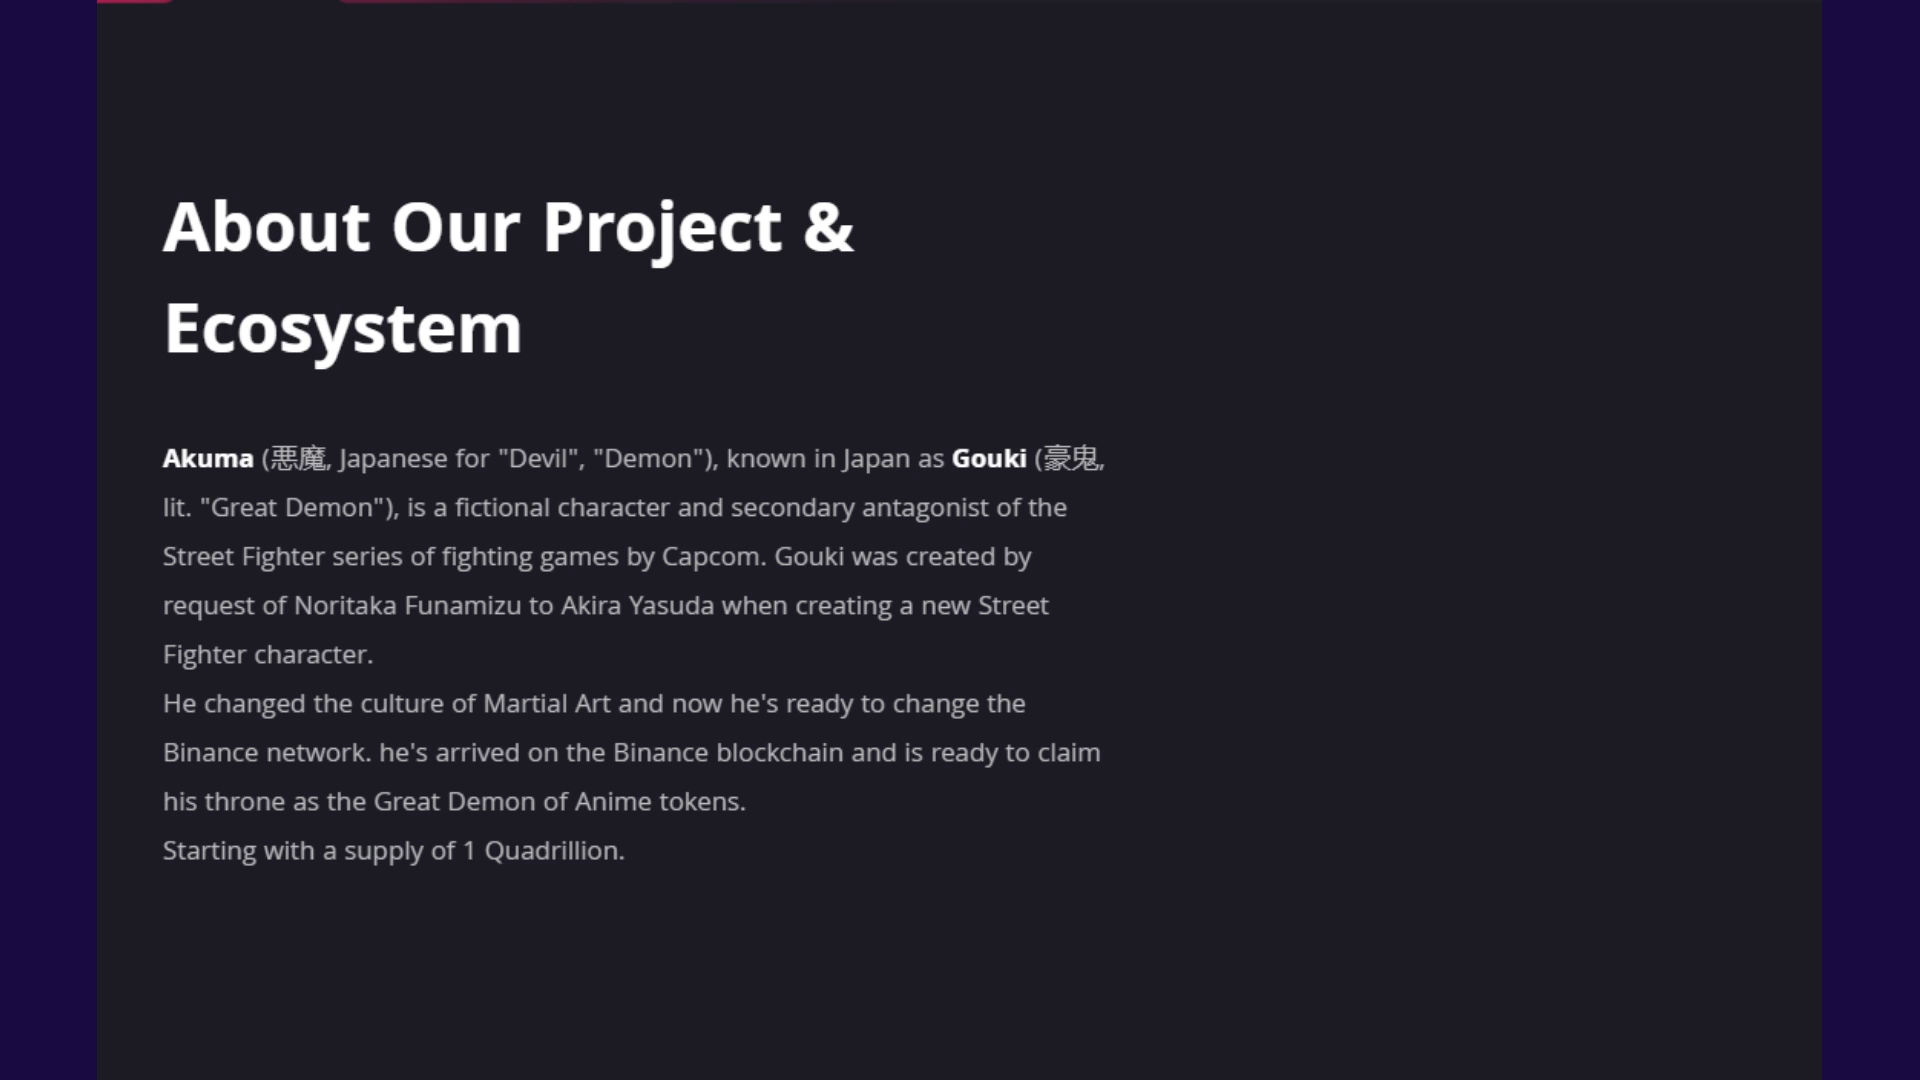 About Our Project &
Ecosystem
Akuma (悪魔, Japanese for "Devil", "Demon"), known in Japan as Gouki (豪鬼,
lit. "Great Demon"), is a fictional character and secondary antagonist of the
Street Fighter series of fighting games by Capcom. Gouki was created by
request of Noritaka Funamizu to Akira Yasuda when creating a new Street
Fighter character.
He changed the culture of Martial Art and now he's ready to change the
Binance network. he's arrived on the Binance blockchain and is ready to claim
his throne as the Great Demon of Anime tokens.
Starting with a supply of 1 Quadrillion.